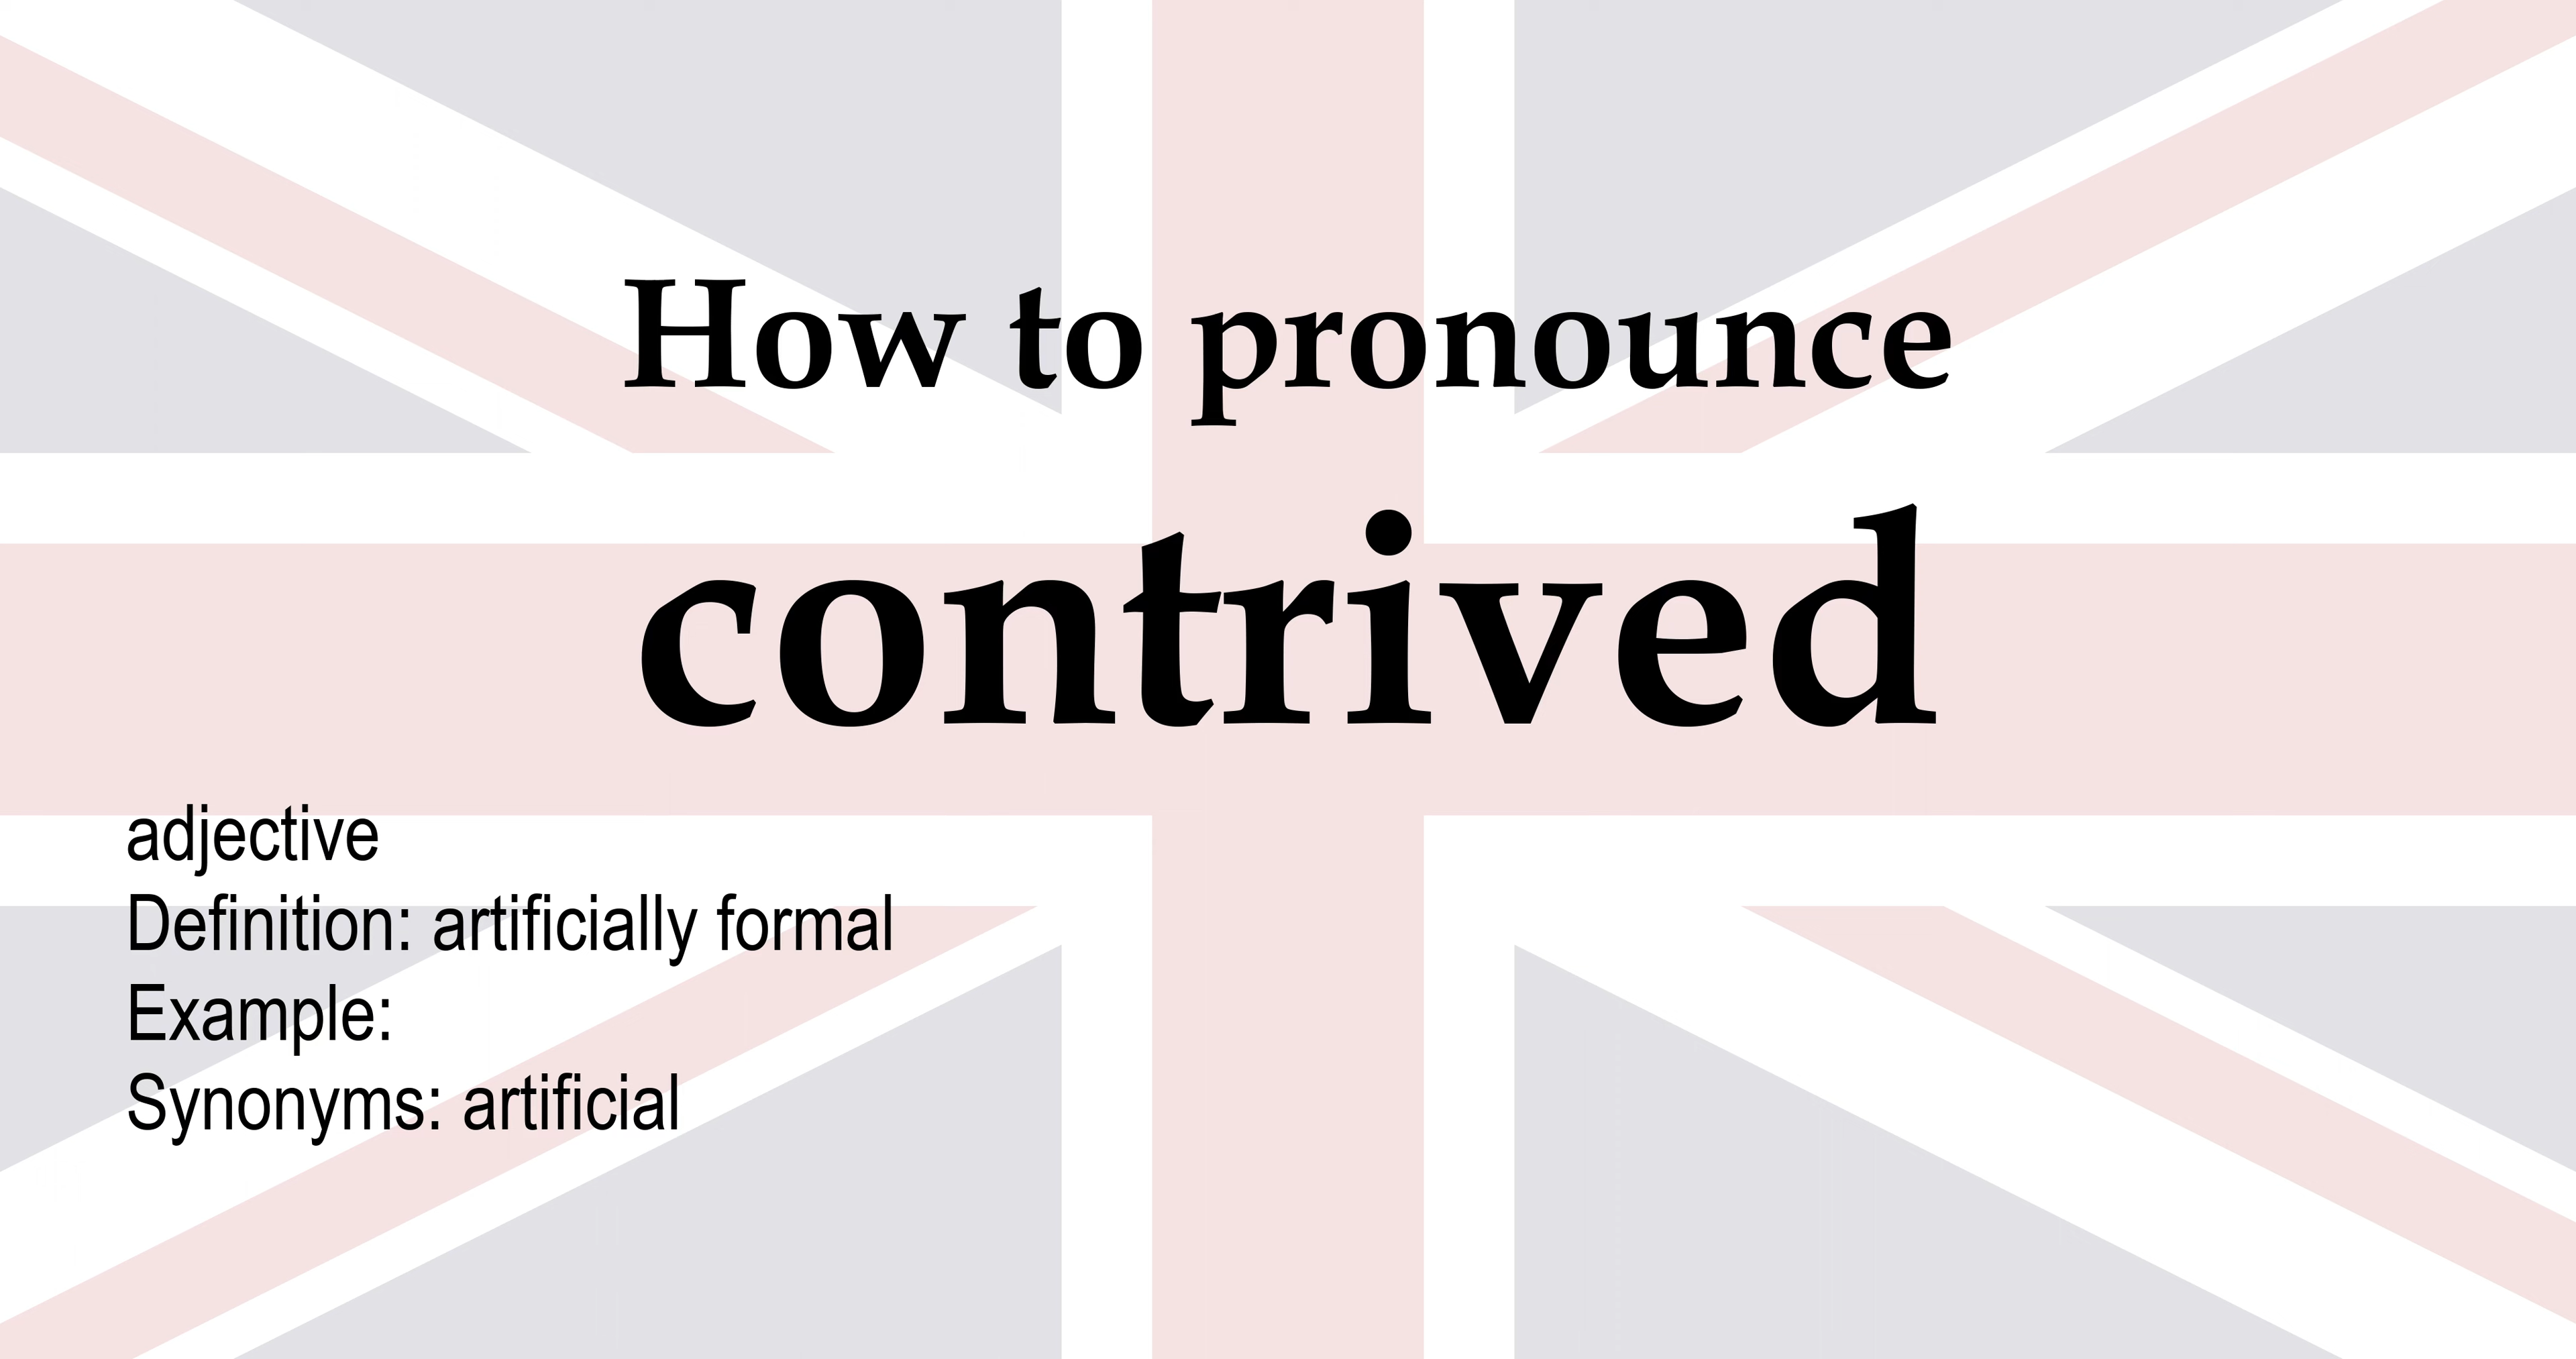 How to pronounce
contrived
adjective
Definition: artificially formal
Example:
Synonyms: artificial